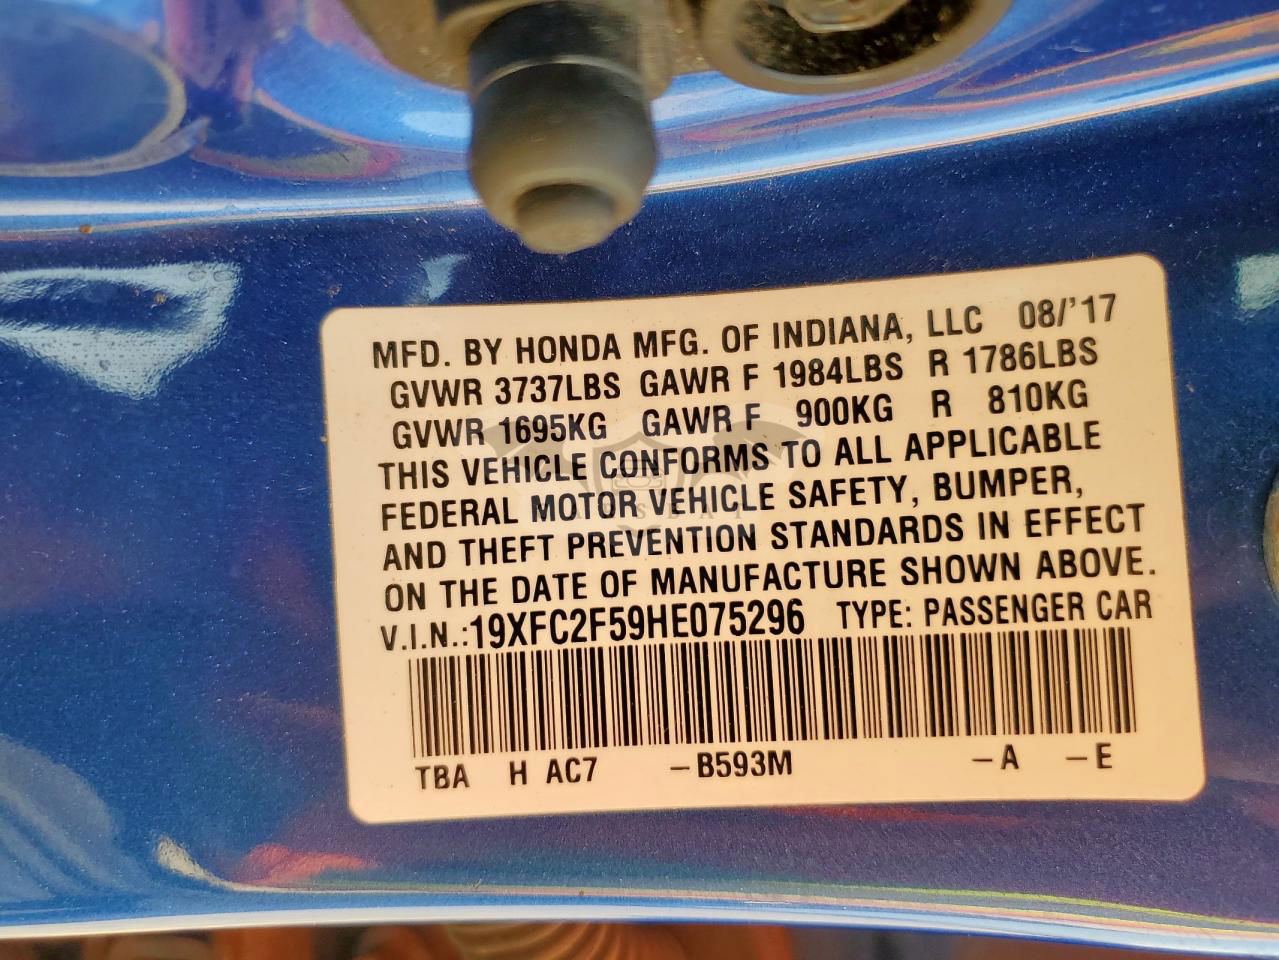 MFD. BY HONDA MFG. OF INDIANA, LLC 08/'17
GVWR 3737LBS GAWR F 1984LBS R 1786LBS
GVWR 1695KG GAWR F 900KG R 810KG
THIS VEHICLE CONFORMS TO ALL APPLICABLE
FEDERAL MOTOR VEHICLE SAFETY, BUMPER,
AND THEFT PREVENTION STANDARDS IN EFFECT
ON THE DATE OF MANUFACTURE SHOWN ABOVE.
V.I.N.:19XFC2F59HE075296 TYPE: PASSENGER CAR
TBA H AC7 –B593M –A –E